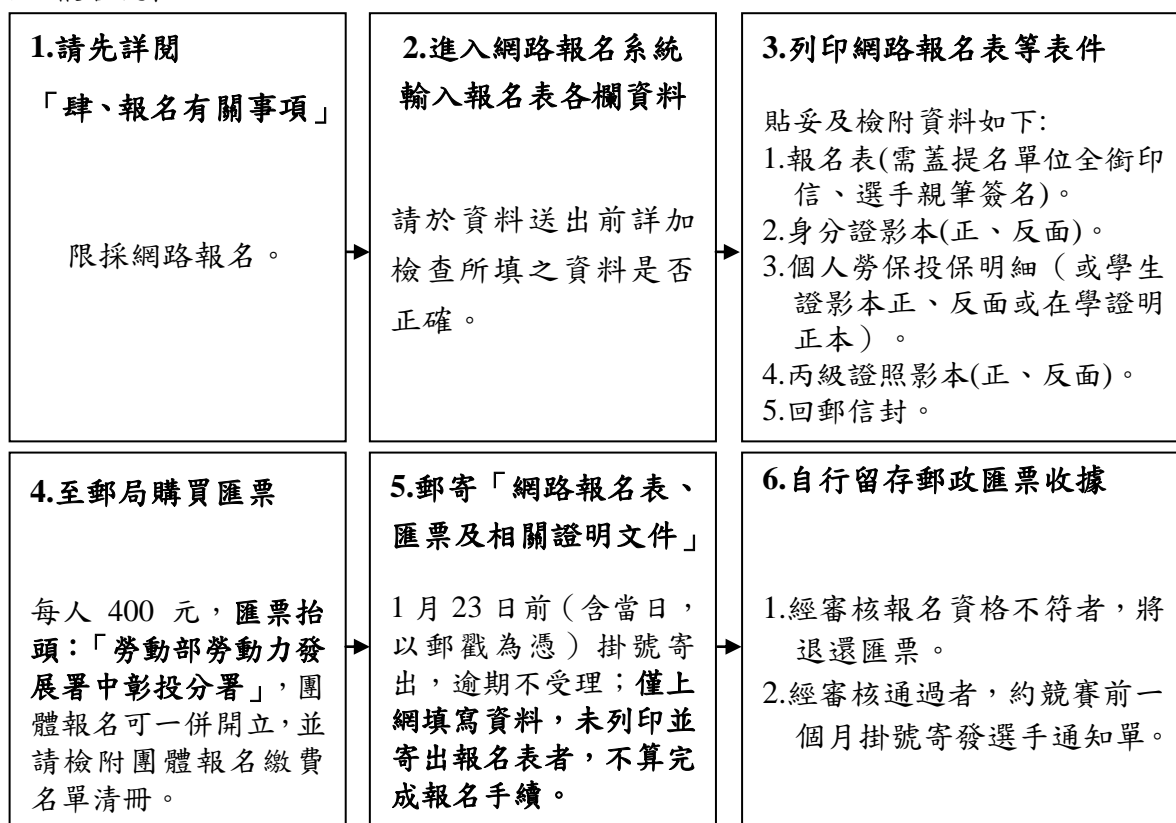 1.請先詳閱
「肆、報名有關事項」
限採網路報名。
2.進入網路報名系統
輸入報名表各欄資料
請於資料送出前詳加
檢查所填之資料是否
正確。
3.列印網路報名表等表件
貼妥及檢附資料如下:
1.報名表(需蓋提名單位全銜印
信、選手親筆簽名)。
2.身分證影本(正、反面)。
3.個人勞保投保明細（或學生
證影本正、反面或在學證明
正本）。
4.丙級證照影本(正、反面)。
5.回郵信封。
4.至郵局購買匯票
每人 400 元，匯票抬
頭：「勞動部勞動力發
展署中彰投分署」，團
體報名可一併開立，並
請檢附團體報名繳費
名單清冊。
5.郵寄「網路報名表、
匯票及相關證明文件」
1 月 23 日前（含當日，
以郵戳為憑）掛號寄
出，逾期不受理；僅上
網填寫資料，未列印並
寄出報名表者，不算完
成報名手續。
6.自行留存郵政匯票收據
1.經審核報名資格不符者，將
退還匯票。
2.經審核通過者，約競賽前一
個月掛號寄發選手通知單。